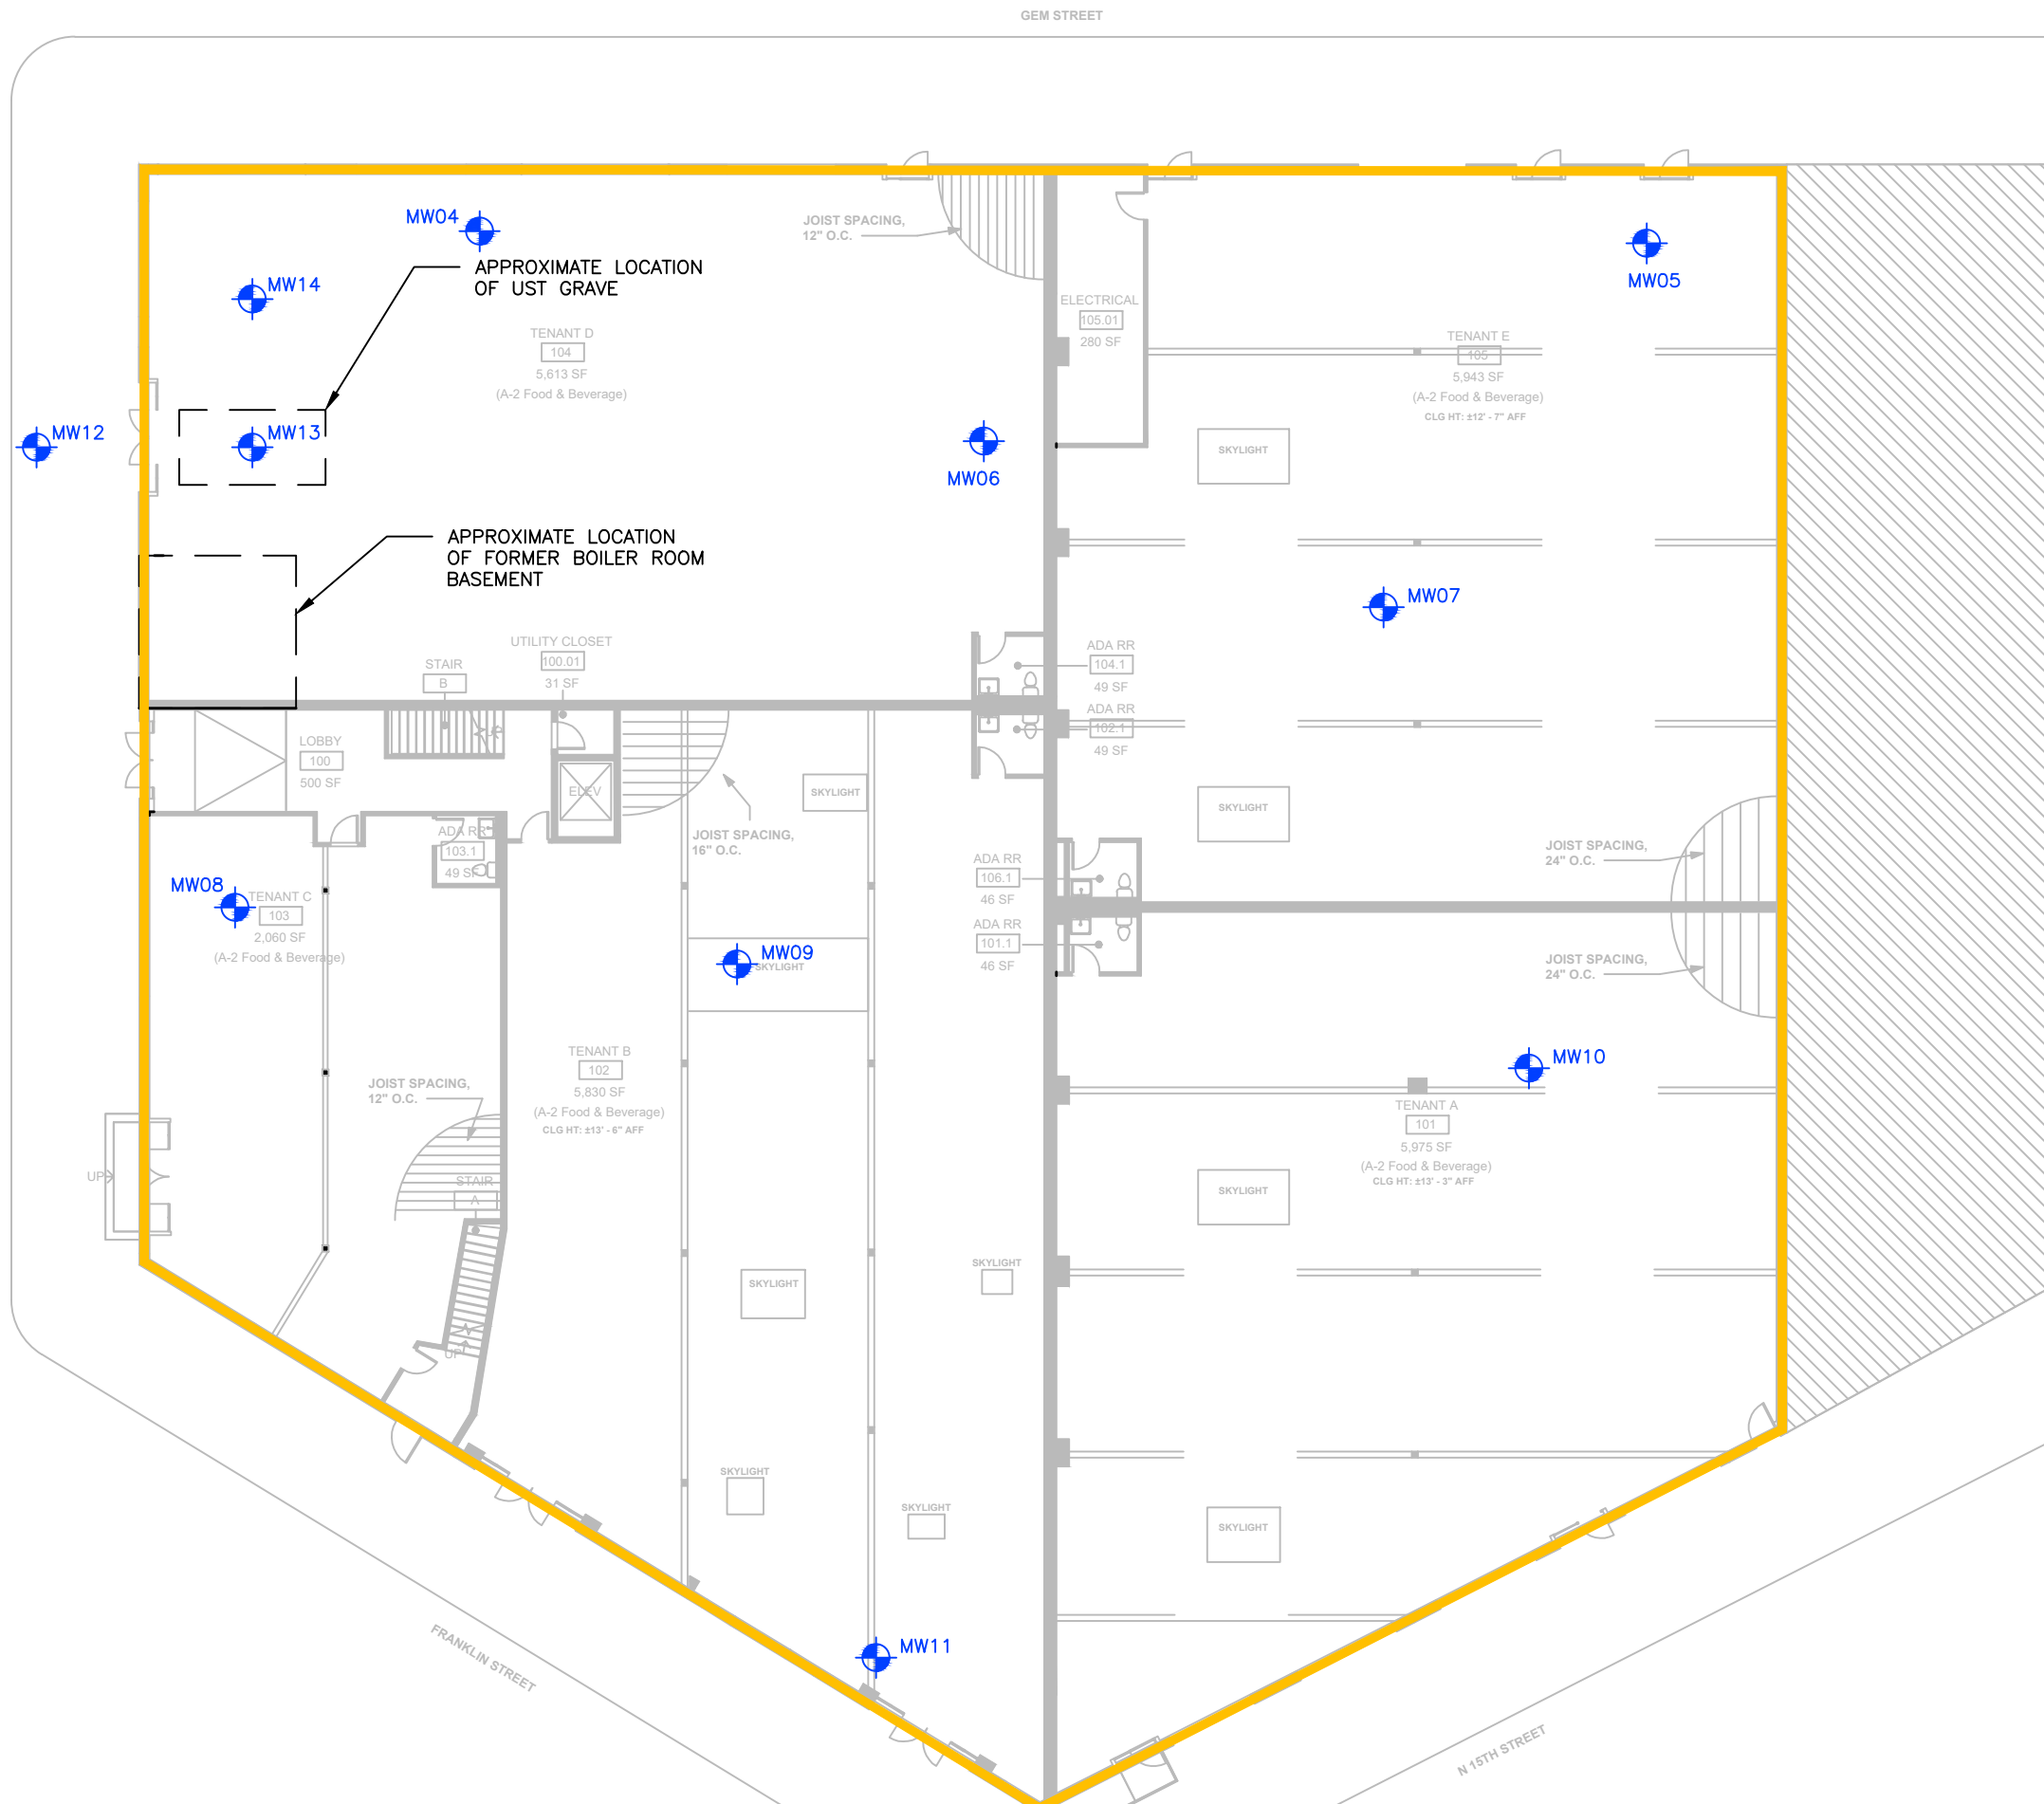 GEM STREET
MW04
JOIST SPACING,
12" O.C.
MW05
APPROXIMATE LOCATION
OF UST GRAVE
MW14
ELECTRICAL
105.01
280 SF
TENANT D
104
5,613 SF
(A-2 Food & Beverage)
TENANT E
105
5,943 SF
(A-2 Food & Beverage)
CLG HT: ±12' - 7" AFF
MW12
MW13
SKYLIGHT
MW06
APPROXIMATE LOCATION
OF FORMER BOILER ROOM
BASEMENT
MW07
UTILITY CLOSET
100.01
31 SF
STAIR
B
ADA RR
104.1
49 SF
ADA RR
102.1
49 SF
UP
LOBBY
100
500 SF
ELEV
SKYLIGHT
SKYLIGHT
JOIST SPACING,
16" O.C.
ADA RR
103.1
49 SF
JOIST SPACING,
24" O.C.
ADA RR
106.1
46 SF
MW08
TENANT C
103
2,060 SF
(A-2 Food & Beverage)
ADA RR
101.1
46 SF
MW09
SKYLIGHT
JOIST SPACING,
24" O.C.
TENANT B
102
5,830 SF
(A-2 Food & Beverage)
CLG HT: ±13' - 6" AFF
MW10
JOIST SPACING,
12" O.C.
TENANT A
101
5,975 SF
(A-2 Food & Beverage)
CLG HT: ±13' - 3" AFF
UP
STAIR
A
SKYLIGHT
SKYLIGHT
SKYLIGHT
UP
SKYLIGHT
SKYLIGHT
SKYLIGHT
MW11
FRANKLIN STREET
N 15TH STREET